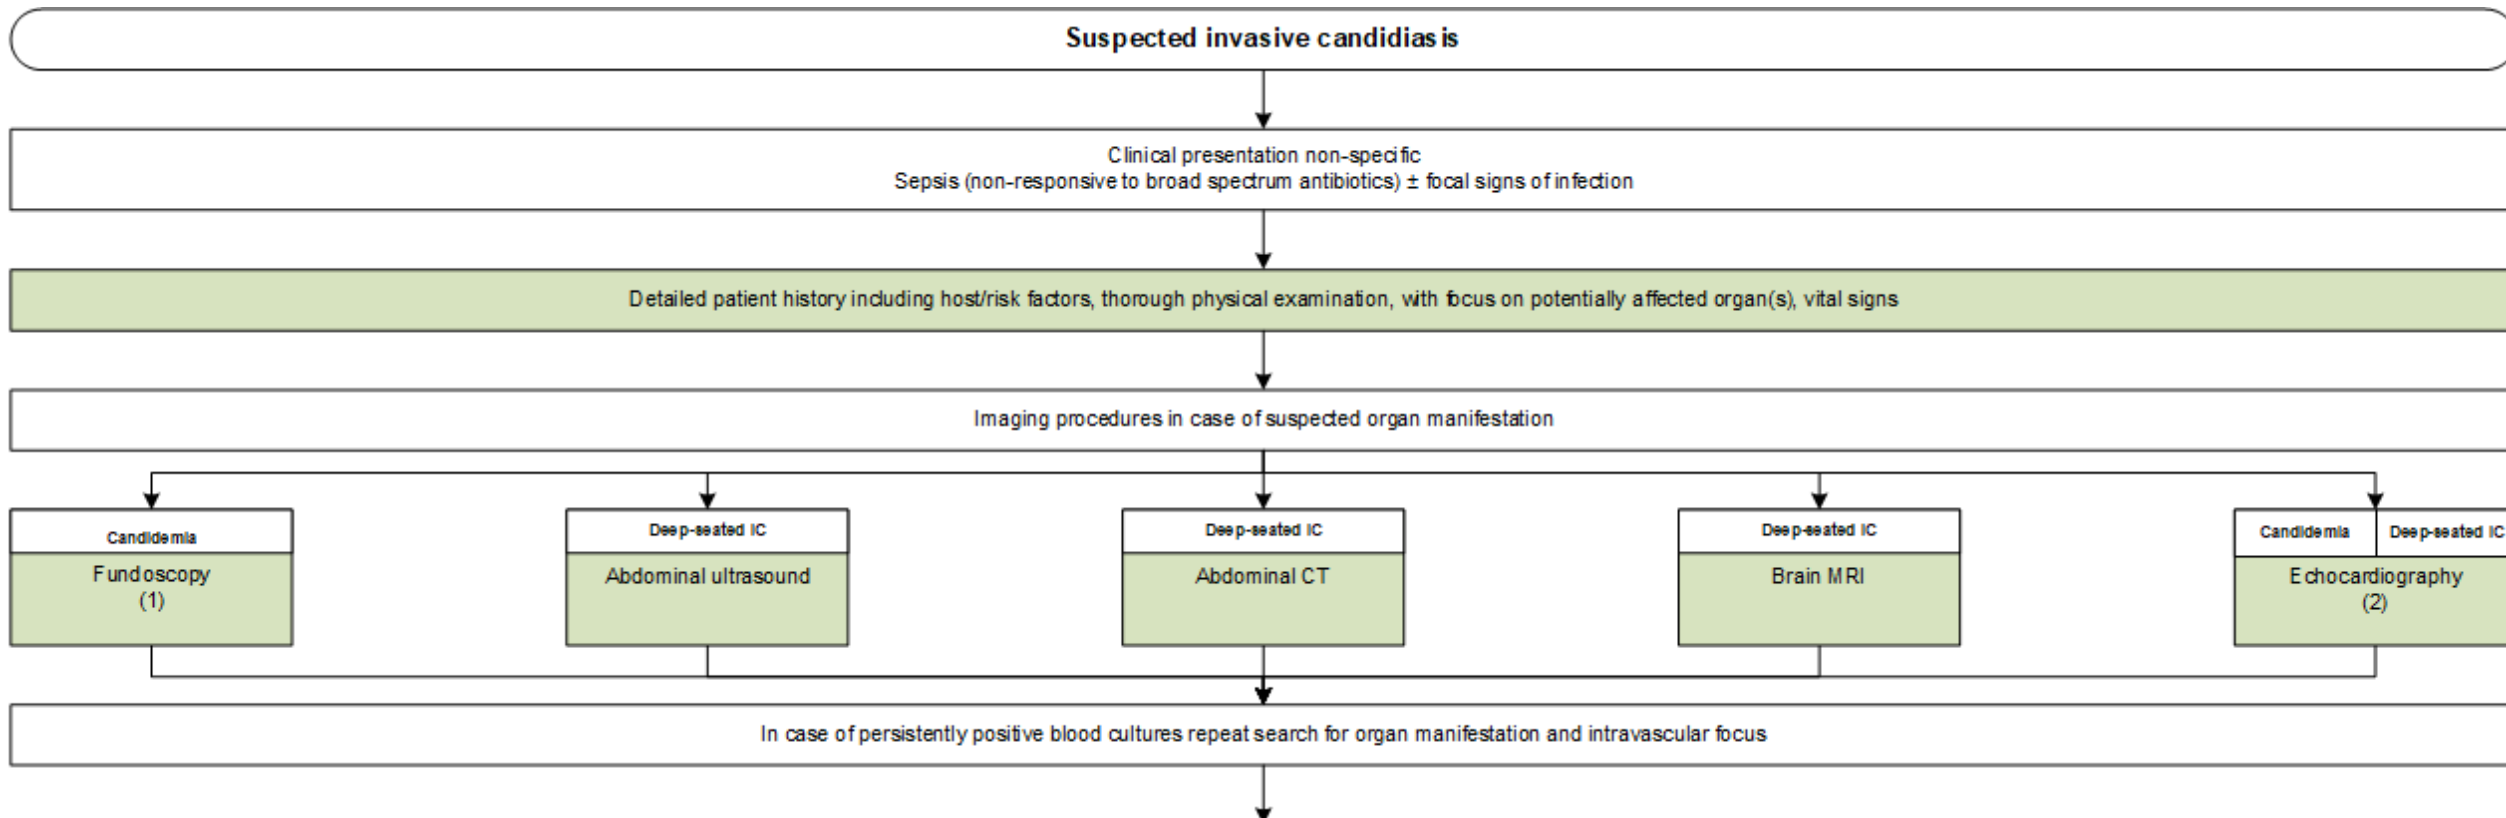 Suspected invasive candidiasis
Clinical presentation non-specific
Sepsis (non-responsive to broad spectrum antibiotics) ± focal signs of infection
Detailed patient history including host/risk factors, thorough physical examination, with focus on potentially affected organ(s), vital signs
Imaging procedures in case of suspected organ manifestation
Candidemia
Fundoscopy
(1)
Deep-seated IC
Abdominal ultrasound
Deep-seated IC
Abdominal CT
Deep-seated IC
Brain MRI
Candidemia
Deep-seated IC
Echocardiography
(2)
In case of persistently positive blood cultures repeat search for organ manifestation and intravascular focus